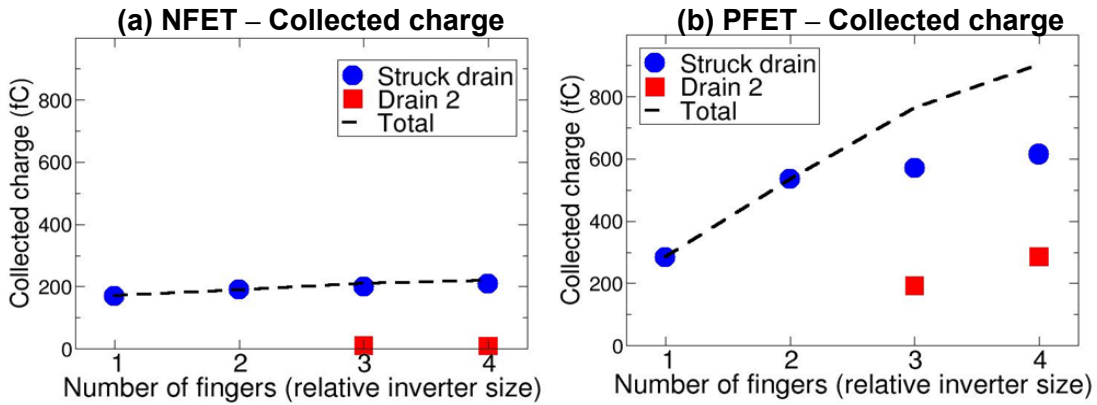 (a) NFET – Collected charge
Collected charge (fC)
800
600
400
200
0
Struck drain
Drain 2
Total
1 2 3 4
Number of fingers (relative inverter size)
(b) PFET – Collected charge
Collected charge (fC)
800
600
400
200
0
Struck drain
Drain 2
Total
1 2 3 4
Number of fingers (relative inverter size)